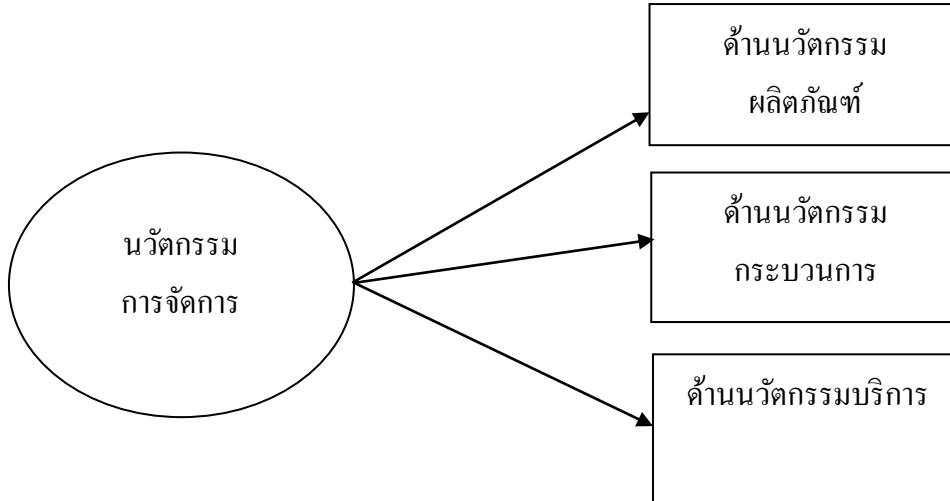 ด้านนวัตกรรม
ผลิตภัณฑ์
นวัตกรรม
การจัดการ
ด้านนวัตกรรม
กระบวนการ
ด้านนวัตกรรมบริการ